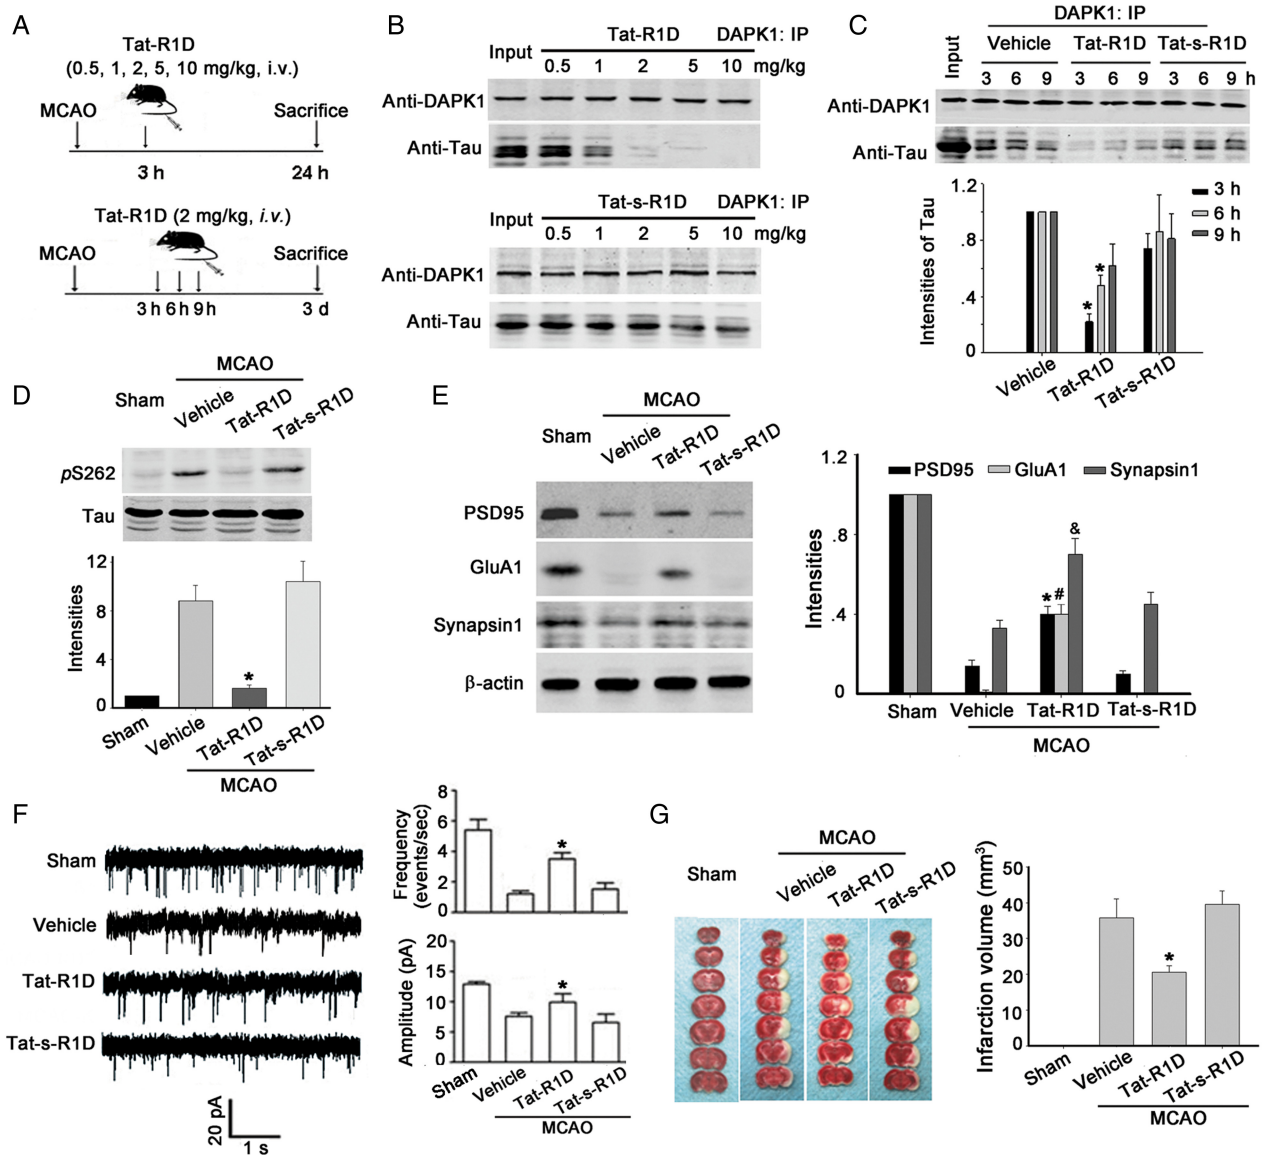 A
Tat-R1D
(0.5, 1, 2, 5, 10 mg/kg, i.v.)
MCAO
Sacrifice
3 h
24 h
Tat-R1D (2 mg/kg, i.v.)
MCAO
Sacrifice
3 h 6 h 9 h
3 d
B
Input
Tat-R1D
DAPK1: IP
0.5 1 2 5 10 mg/kg
Anti-DAPK1
Anti-Tau
Input
Tat-s-R1D
DAPK1: IP
0.5 1 2 5 10 mg/kg
Anti-DAPK1
Anti-Tau
C
DAPK1: IP
Input
Vehicle Tat-R1D Tat-s-R1D
3 6 9 3 6 9 3 6 9 h
Anti-DAPK1
Anti-Tau
Intensities of Tau
1.2
.8
.4
0
3 h
6 h
9 h
* *
Vehicle
Tat-R1D
Tat-s-R1D
D
MCAO
Sham
Vehicle
Tat-R1D
Tat-s-R1D
pS262
Tau
Intensities
12
8
4
0
*
Sham
Vehicle
Tat-R1D
Tat-s-R1D
MCAO
E
MCAO
Sham
Vehicle
Tat-R1D
Tat-s-R1D
PSD95
GluA1
Synapsin1
β-actin
Intensities
1.2
.8
.4
0
PSD95 GluA1 Synapsin1
* # &
Sham Vehicle Tat-R1D Tat-s-R1D
MCAO
F
Sham
Vehicle
Tat-R1D
Tat-s-R1D
20 pA
1 s
Frequency
(events/sec)
8
6
4
2
0
*
Amplitude (pA)
20
15
10
5
0
*
Sham
Vehicle
Tat-R1D
Tat-s-R1D
MCAO
G
MCAO
Sham
Vehicle
Tat-R1D
Tat-s-R1D
Infarction volume (mm³)
50
40
30
20
10
0
*
Sham
Vehicle
Tat-R1D
Tat-s-R1D
MCAO